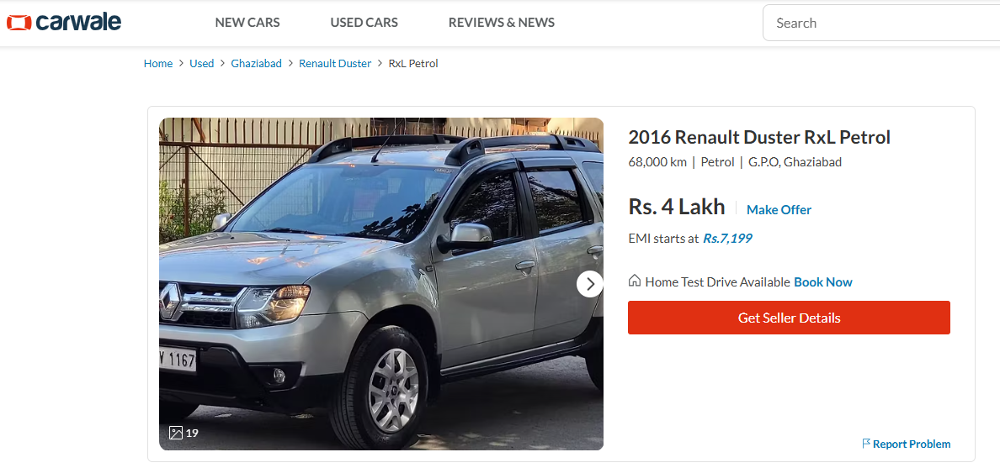 carwale
NEW CARS
USED CARS
REVIEWS & NEWS
Search
Home > Used > Ghaziabad > Renault Duster > RxL Petrol
2016 Renault Duster RxL Petrol
68,000 km | Petrol | G.P.O, Ghaziabad
Rs. 4 Lakh | Make Offer
EMI starts at Rs.7,199
Home Test Drive Available Book Now
Get Seller Details
1167
19
Report Problem